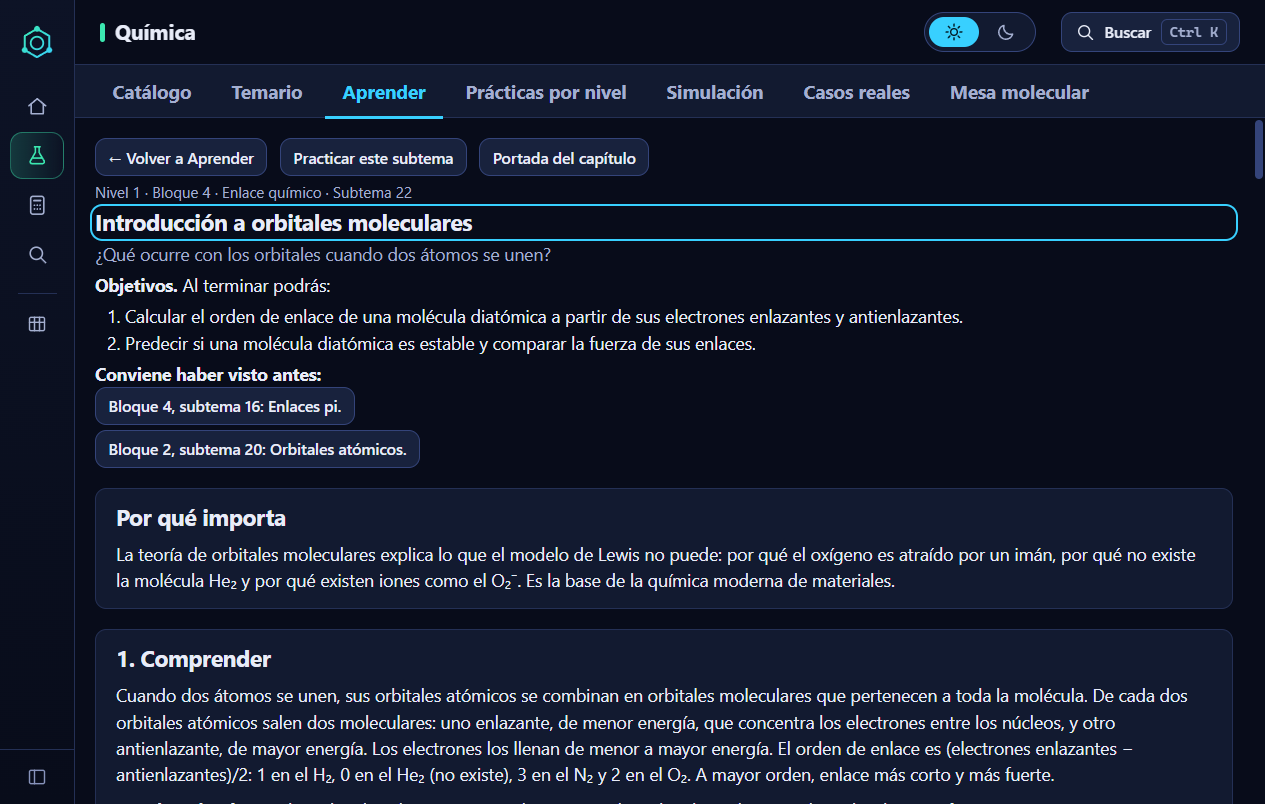 Química
Buscar Ctrl K
Catálogo Temario Aprender Prácticas por nivel Simulación Casos reales Mesa molecular
← Volver a Aprender Practicar este subtema Portada del capítulo
Nivel 1 · Bloque 4 · Enlace químico · Subtema 22
Introducción a orbitales moleculares
¿Qué ocurre con los orbitales cuando dos átomos se unen?
Objetivos. Al terminar podrás:
1. Calcular el orden de enlace de una molécula diatómica a partir de sus electrones enlazantes y antienlazantes.
2. Predecir si una molécula diatómica es estable y comparar la fuerza de sus enlaces.
Conviene haber visto antes:
Bloque 4, subtema 16: Enlaces pi.
Bloque 2, subtema 20: Orbitales atómicos.
Por qué importa
La teoría de orbitales moleculares explica lo que el modelo de Lewis no puede: por qué el oxígeno es atraído por un imán, por qué no existe
la molécula He₂ y por qué existen iones como el O₂⁻. Es la base de la química moderna de materiales.
1. Comprender
Cuando dos átomos se unen, sus orbitales atómicos se combinan en orbitales moleculares que pertenecen a toda la molécula. De cada dos
orbitales atómicos salen dos moleculares: uno enlazante, de menor energía, que concentra los electrones entre los núcleos, y otro
antienlazante, de mayor energía. Los electrones los llenan de menor a mayor energía. El orden de enlace es (electrones enlazantes −
antienlazantes)/2: 1 en el H₂, 0 en el He₂ (no existe), 3 en el N₂ y 2 en el O₂. A mayor orden, enlace más corto y más fuerte.